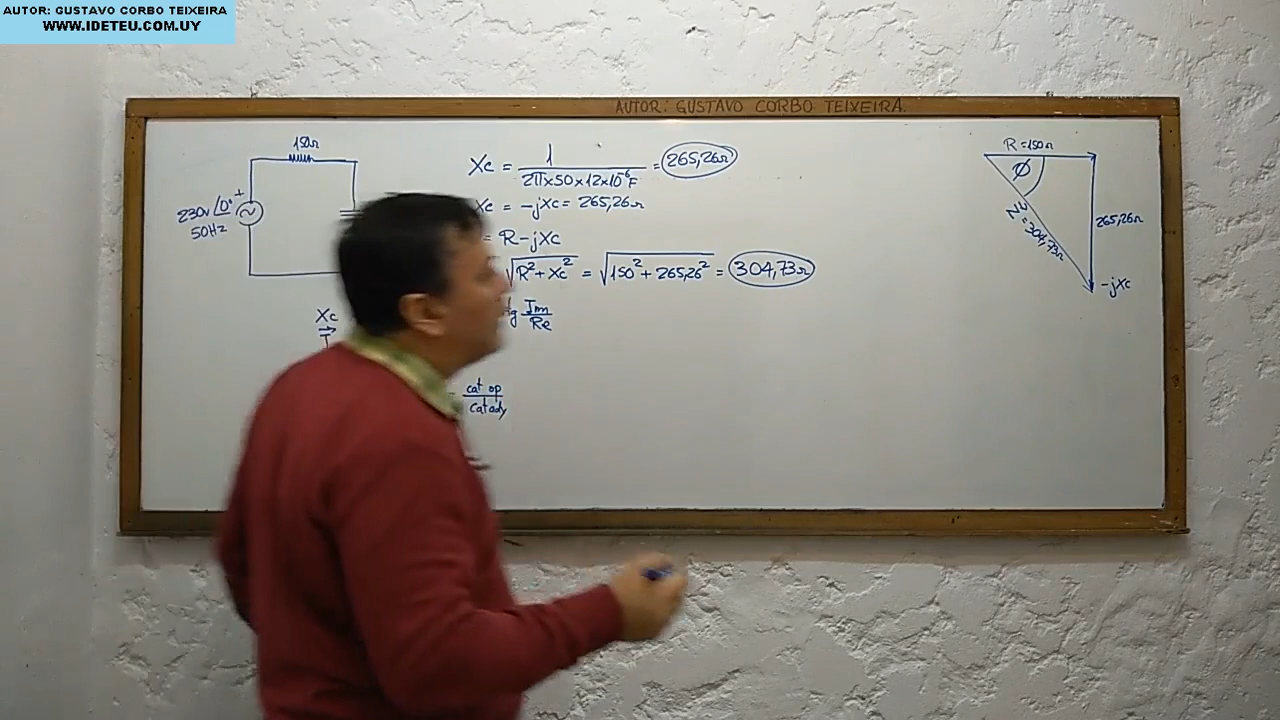 AUTOR: GUSTAVO CORBO TEIXEIRA
WWW.IDETEU.COM.UY
AUTOR: GUSTAVO CORBO TEIXEIRA.
150Ω
230V /0° +
50Hz
Xc = 1 / 2π×50×12×10⁻⁶F = 265,26Ω
Xc = -jXc = 265,26Ω
= R-jXc
√R²+Xc² = √150²+265,26² = 304,73Ω
tg Im/Re
Xc
cat op
cat ady
R=150Ω
Φ
265,26Ω
Z=304,73Ω
-jXc